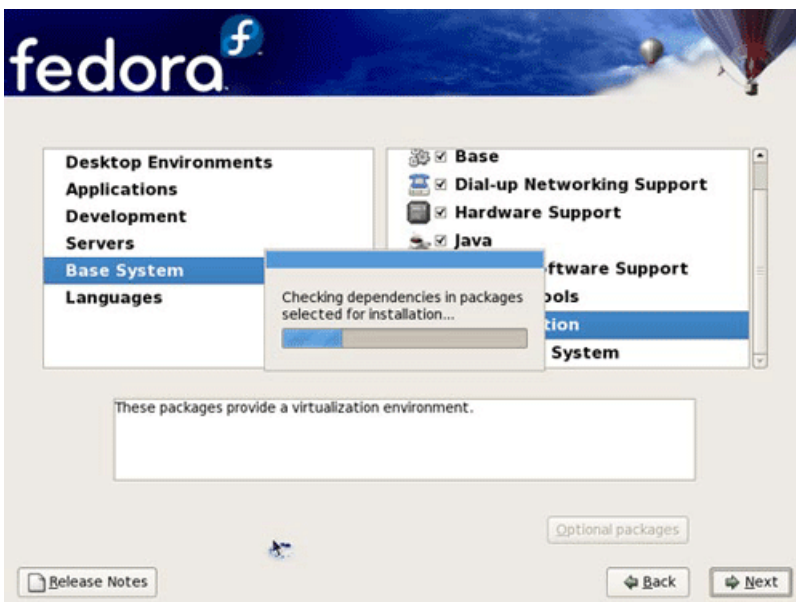 fedora
Desktop Environments
Applications
Development
Servers
Base System
Languages
Base
Dial-up Networking Support
Hardware Support
Java
ftware Support
ools
tion
System
Checking dependencies in packages
selected for installation...
These packages provide a virtualization environment.
Optional packages
Release Notes
Back
Next